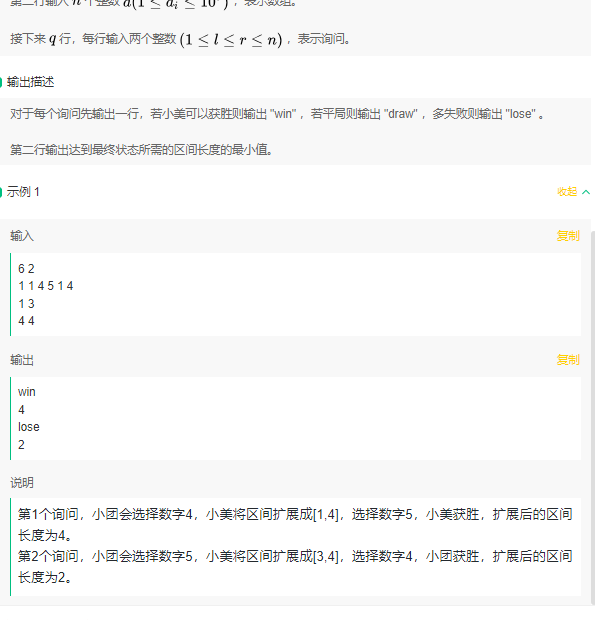 第二行输入 n 个整数 a(1 ≤ aᵢ ≤ 10 ) ，表示数组。
接下来 q 行，每行输入两个整数 (1 ≤ l ≤ r ≤ n) ，表示询问。
输出描述
对于每个询问先输出一行，若小美可以获胜则输出 "win" ，若平局则输出 "draw" ，多失败则输出 "lose" 。
第二行输出达到最终状态所需的区间长度的最小值。
示例 1 收起
输入 复制
6 2
1 1 4 5 1 4
1 3
4 4
输出 复制
win
4
lose
2
说明
第1个询问，小团会选择数字4，小美将区间扩展成[1,4]，选择数字5，小美获胜，扩展后的区间
长度为4。
第2个询问，小团会选择数字5，小美将区间扩展成[3,4]，选择数字4，小团获胜，扩展后的区间
长度为2。